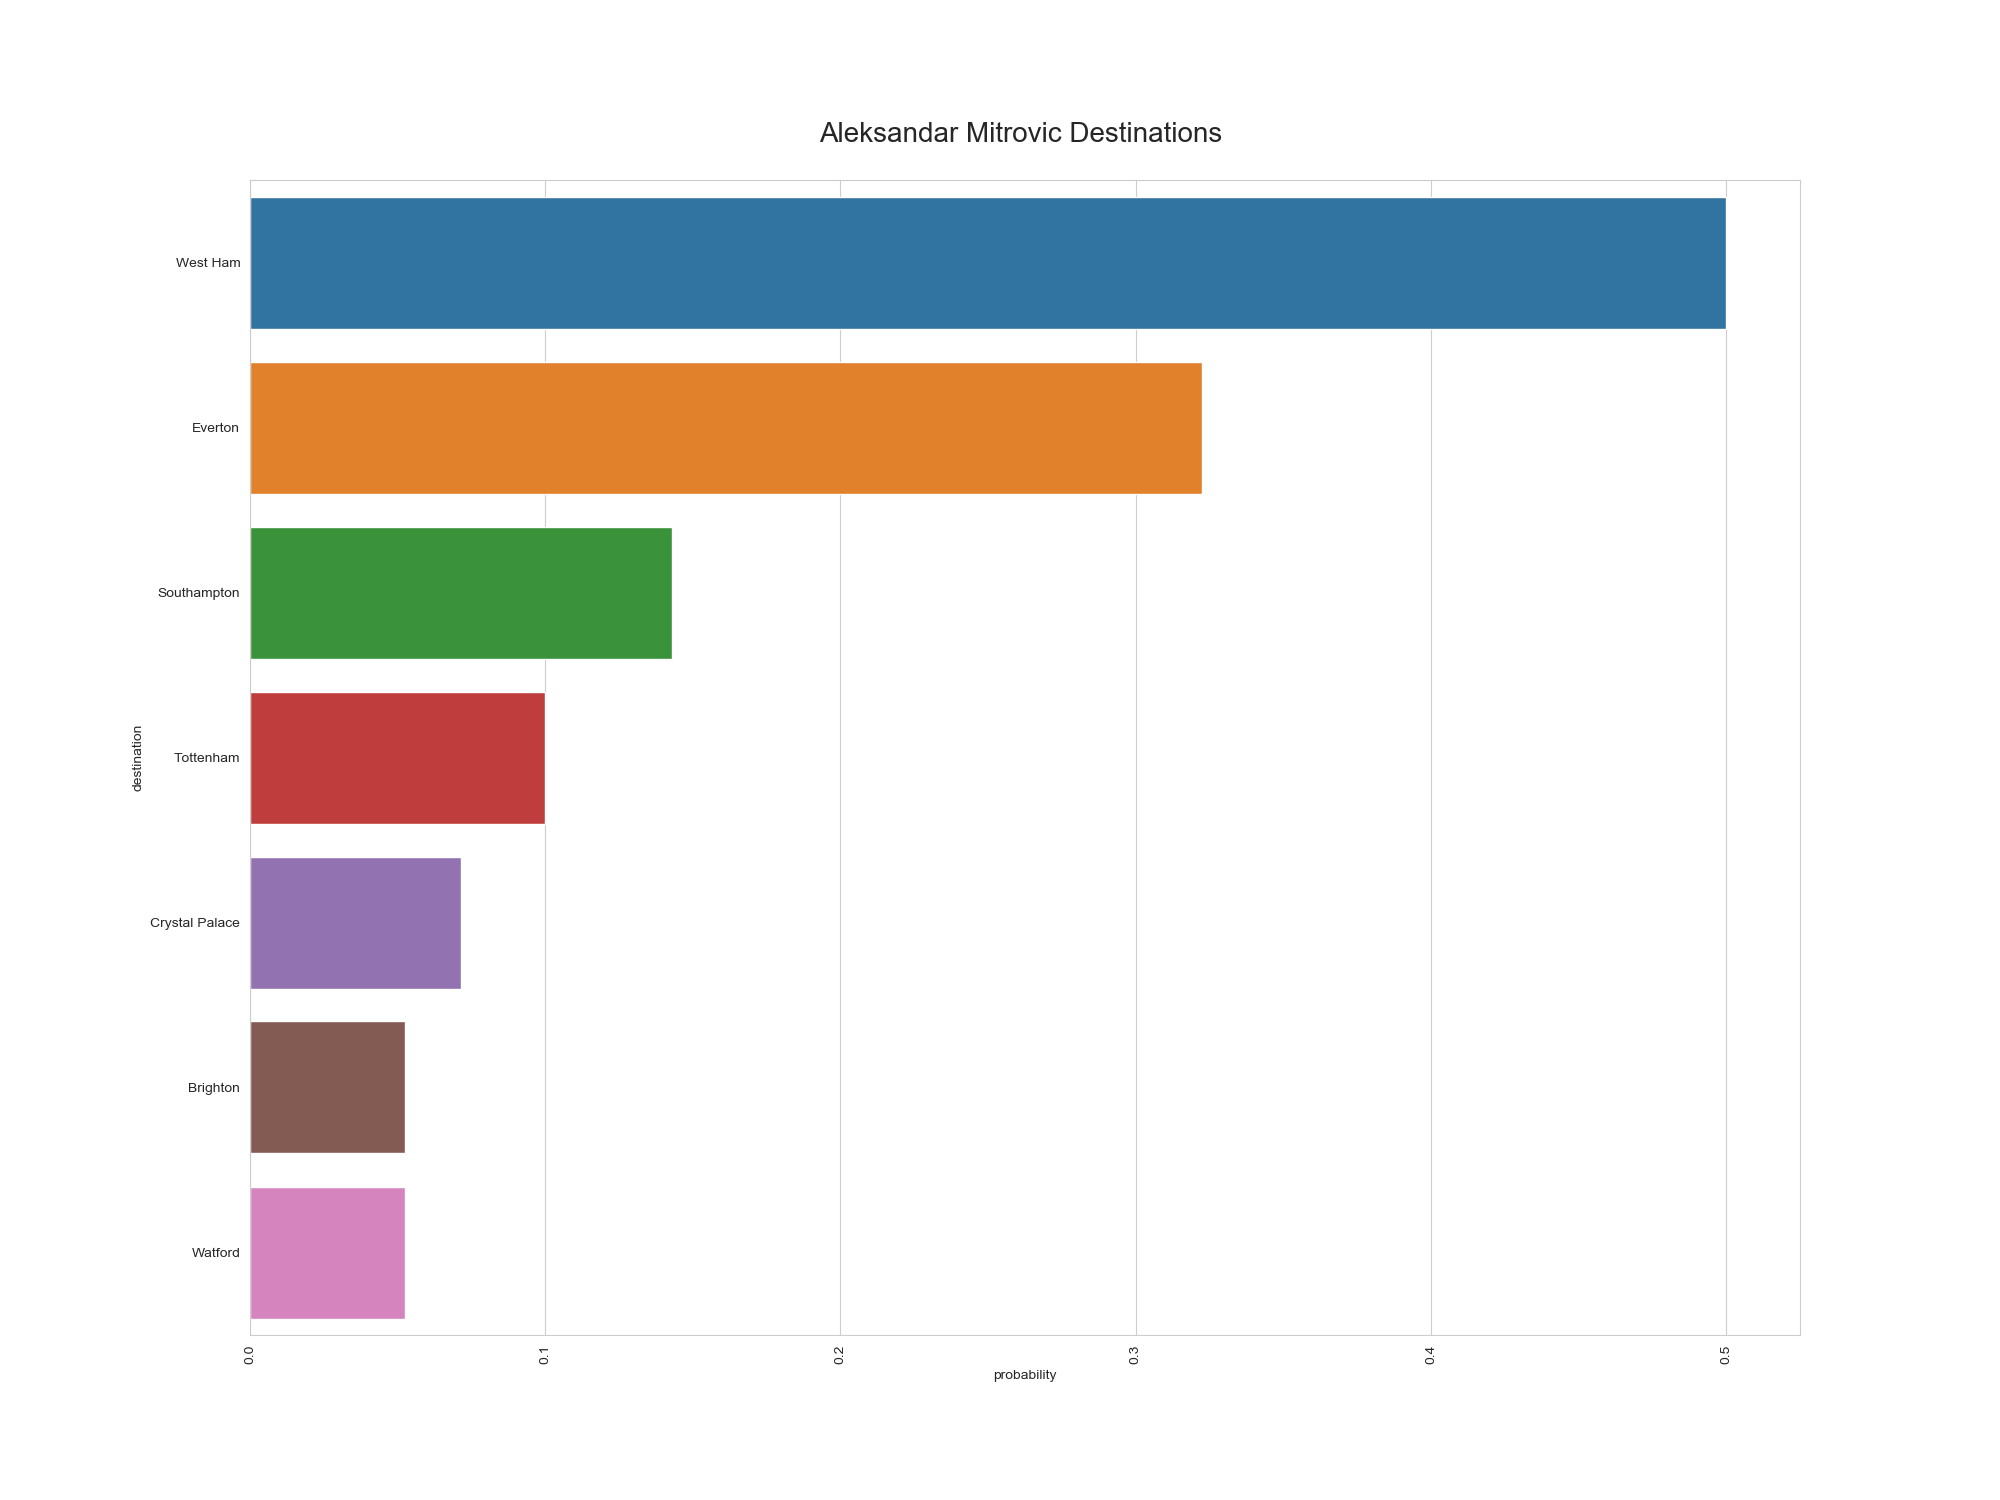 Aleksandar Mitrovic Destinations
West Ham
Everton
Southampton
Tottenham
Crystal Palace
Brighton
Watford
destination
0.0
0.1
0.2
0.3
0.4
0.5
probability